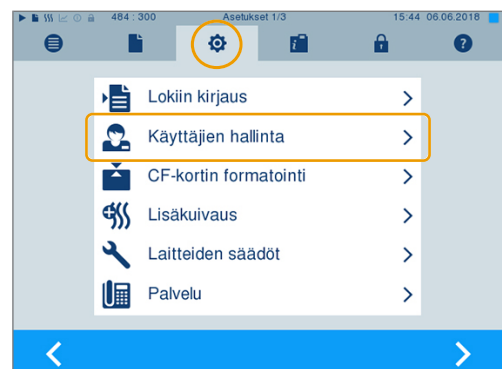 484 : 300 Asetukset 1/3 15:44 06.06.2018
Lokiin kirjaus
Käyttäjien hallinta
CF-kortin formatointi
Lisäkuivaus
Laitteiden säädöt
Palvelu